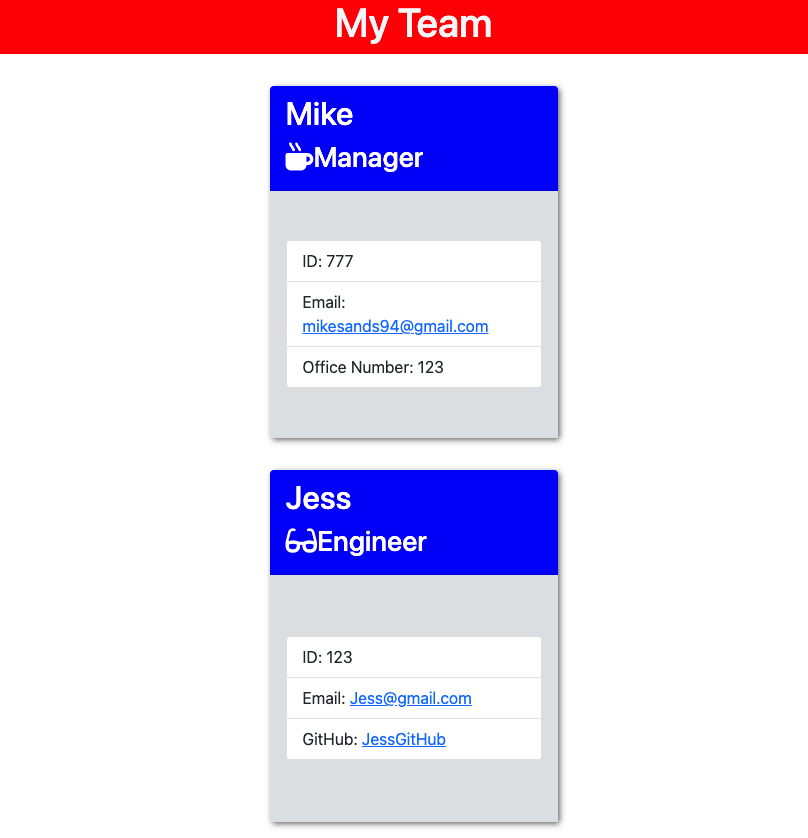 My Team
Mike
Manager
ID: 777
Email:
mikesands94@gmail.com
Office Number: 123
Jess
Engineer
ID: 123
Email: Jess@gmail.com
GitHub: JessGitHub